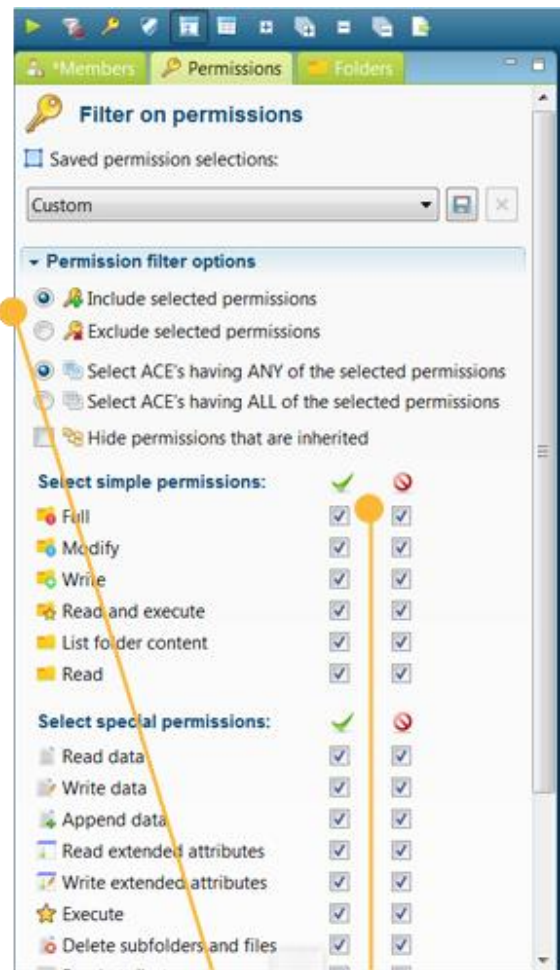 *Members Permissions Folders
Filter on permissions
Saved permission selections:
Custom
Permission filter options
Include selected permissions
Exclude selected permissions
Select ACE's having ANY of the selected permissions
Select ACE's having ALL of the selected permissions
Hide permissions that are inherited
Select simple permissions:
Full
Modify
Write
Read and execute
List folder content
Read
Select special permissions:
Read data
Write data
Append data
Read extended attributes
Write extended attributes
Execute
Delete subfolders and files